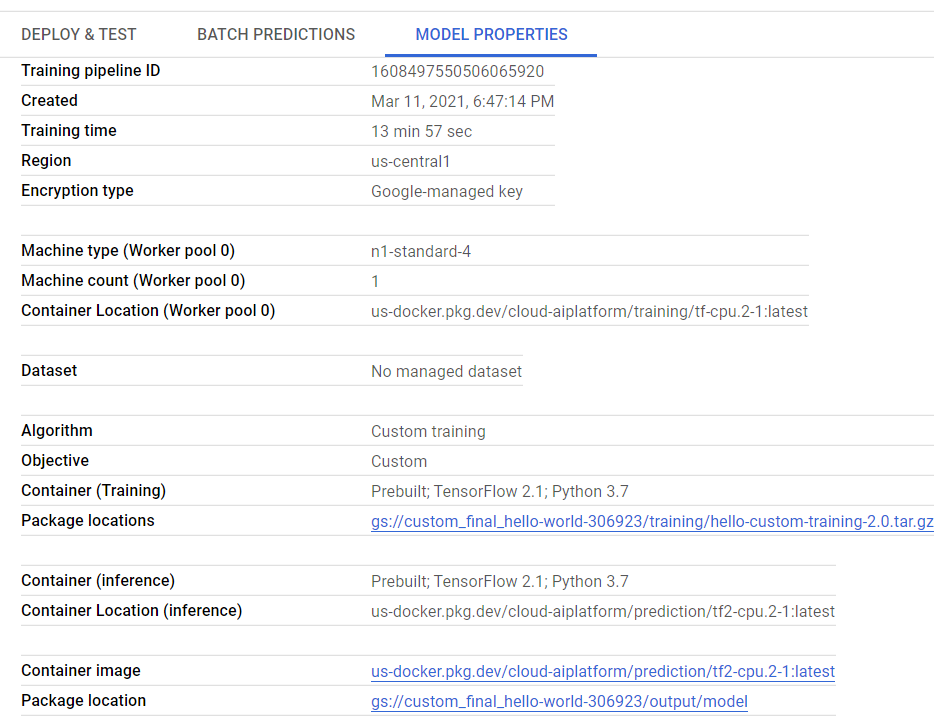 DEPLOY & TEST BATCH PREDICTIONS MODEL PROPERTIES
Training pipeline ID 1608497550506065920
Created Mar 11, 2021, 6:47:14 PM
Training time 13 min 57 sec
Region us-central1
Encryption type Google-managed key
Machine type (Worker pool 0) n1-standard-4
Machine count (Worker pool 0) 1
Container Location (Worker pool 0) us-docker.pkg.dev/cloud-aiplatform/training/tf-cpu.2-1:latest
Dataset No managed dataset
Algorithm Custom training
Objective Custom
Container (Training) Prebuilt; TensorFlow 2.1; Python 3.7
Package locations gs://custom_final_hello-world-306923/training/hello-custom-training-2.0.tar.gz
Container (inference) Prebuilt; TensorFlow 2.1; Python 3.7
Container Location (inference) us-docker.pkg.dev/cloud-aiplatform/prediction/tf2-cpu.2-1:latest
Container image us-docker.pkg.dev/cloud-aiplatform/prediction/tf2-cpu.2-1:latest
Package location gs://custom_final_hello-world-306923/output/model